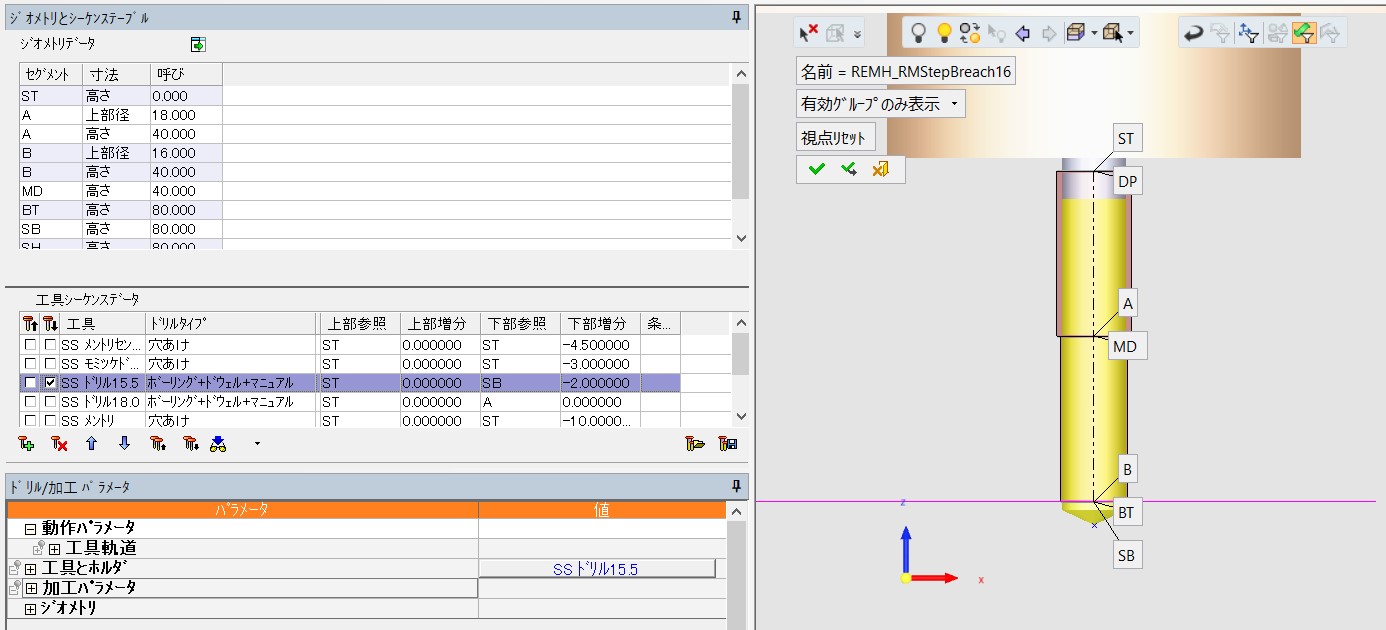 ｼﾞｵﾒﾄﾘとｼｰｹﾝｽﾃｰﾌﾞﾙ
ｼﾞｵﾒﾄﾘﾃﾞｰﾀ
ｾｸﾞﾒﾝﾄ 寸法 呼び
ST 高さ 0.000
A 上部径 18.000
A 高さ 40.000
B 上部径 16.000
B 高さ 40.000
MD 高さ 40.000
BT 高さ 80.000
SB 高さ 80.000
SH 高さ 80.000
工具ｼｰｹﾝｽﾃﾞｰﾀ
工具 ﾄﾞﾘﾙﾀｲﾌﾟ 上部参照 上部増分 下部参照 下部増分 条...
SS ﾒﾝﾄﾘｾﾝ... 穴あけ ST 0.000000 ST -4.500000
SS ﾓﾐﾂｹﾄﾞ... 穴あけ ST 0.000000 ST -3.000000
SS ﾄﾞﾘﾙ15.5 ﾎﾞｰﾘﾝｸﾞ+ﾄﾞｳｪﾙ+ﾏﾆｭｱﾙ ST 0.000000 SB -2.000000
SS ﾄﾞﾘﾙ18.0 ﾎﾞｰﾘﾝｸﾞ+ﾄﾞｳｪﾙ+ﾏﾆｭｱﾙ ST 0.000000 A 0.000000
SS ﾒﾝﾄﾘ 穴あけ ST 0.000000 ST -10.0000...
ﾄﾞﾘﾙ/加工 ﾊﾟﾗﾒｰﾀ
ﾊﾟﾗﾒｰﾀ 値
動作ﾊﾟﾗﾒｰﾀ
工具軌道
工具とﾎﾙﾀﾞ SS ﾄﾞﾘﾙ15.5
加工ﾊﾟﾗﾒｰﾀ
ｼﾞｵﾒﾄﾘ
名前 = REMH_RMStepBreach16
有効ｸﾞﾙｰﾌﾟのみ表示
視点ﾘｾｯﾄ
ST
DP
A
MD
B
BT
SB
z
x